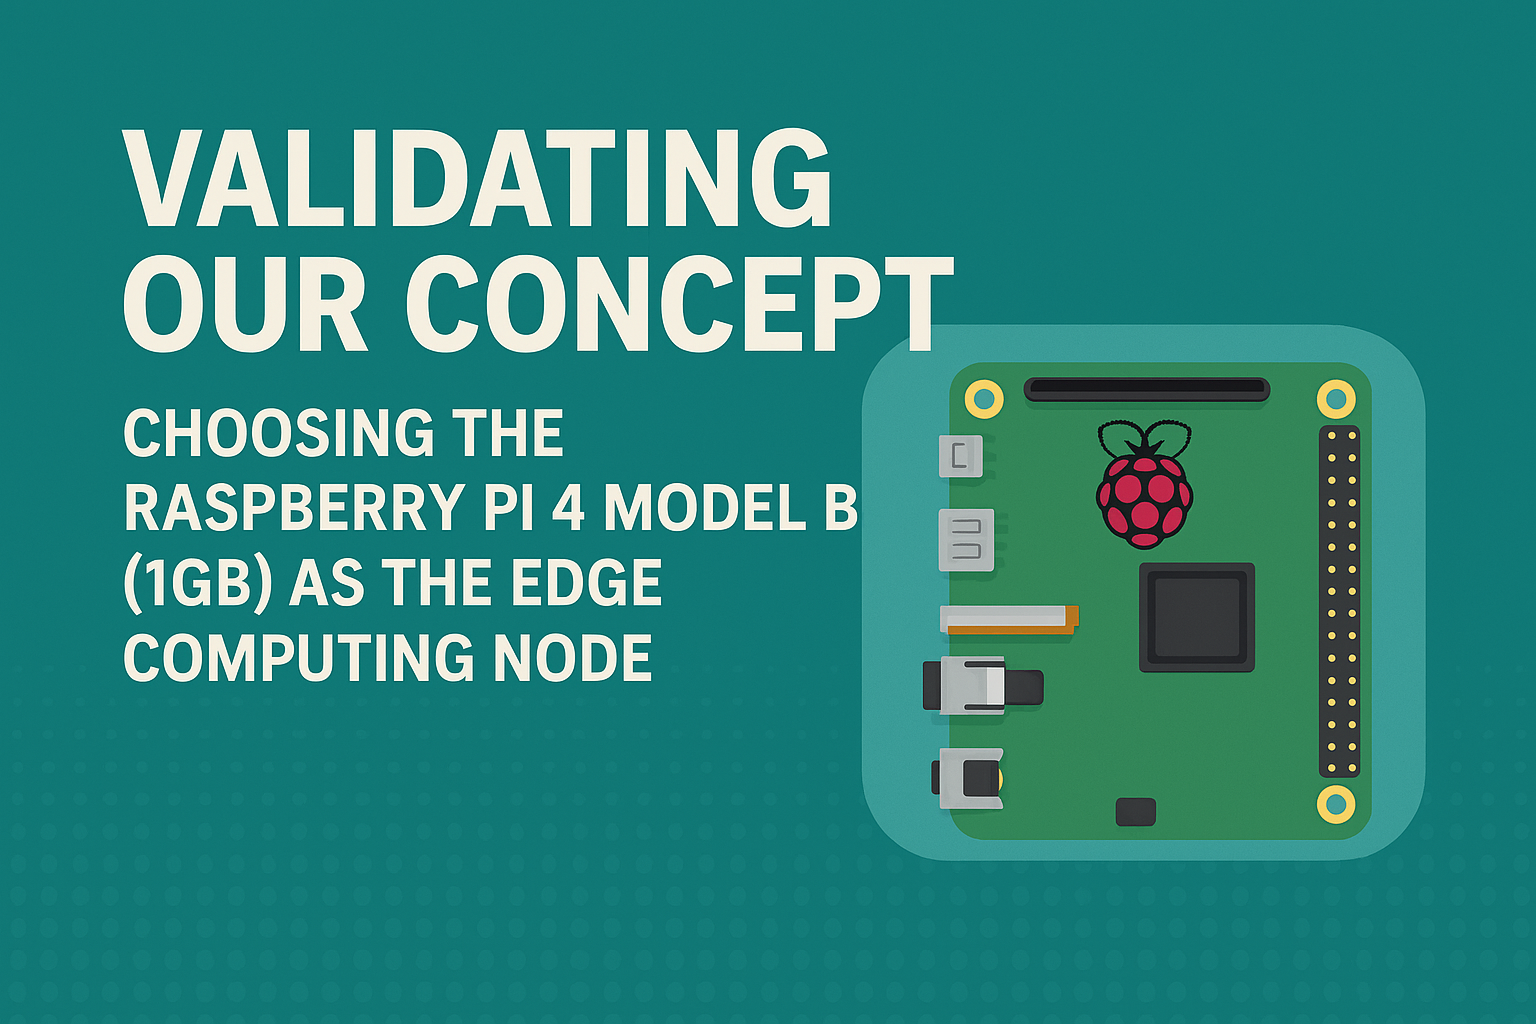 VALIDATING
OUR CONCEPT
CHOOSING THE
RASPBERRY PI 4 MODEL B
(1GB) AS THE EDGE
COMPUTING NODE